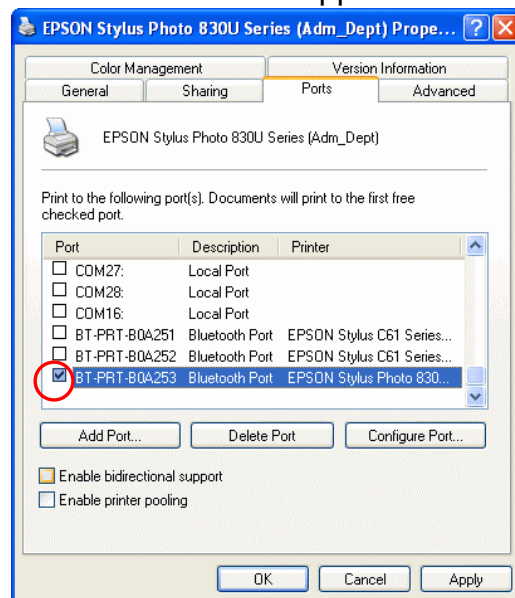 EPSON Stylus Photo 830U Series (Adm_Dept) Prope...
Color Management Version Information
General Sharing Ports Advanced
EPSON Stylus Photo 830U Series (Adm_Dept)
Print to the following port(s). Documents will print to the first free
checked port.
Port Description Printer
COM27: Local Port
COM28: Local Port
COM16: Local Port
BT-PRT-B0A251 Bluetooth Port EPSON Stylus C61 Series...
BT-PRT-B0A252 Bluetooth Port EPSON Stylus C61 Series...
BT-PRT-B0A253 Bluetooth Port EPSON Stylus Photo 830...
Add Port... Delete Port Configure Port...
Enable bidirectional support
Enable printer pooling
OK Cancel Apply